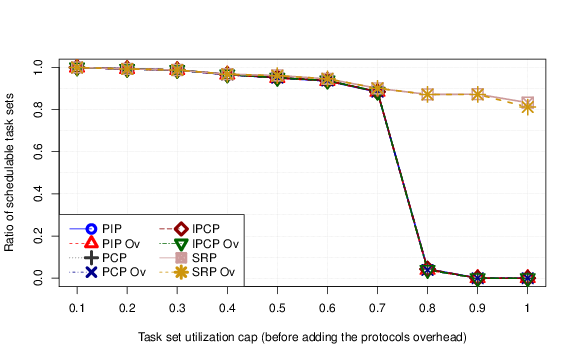 Ratio of schedulable task sets
1.0
0.8
0.6
0.4
0.2
0.0
PIP
PIP Ov
PCP
PCP Ov
IPCP
IPCP Ov
SRP
SRP Ov
0.1 0.2 0.3 0.4 0.5 0.6 0.7 0.8 0.9 1
Task set utilization cap (before adding the protocols overhead)